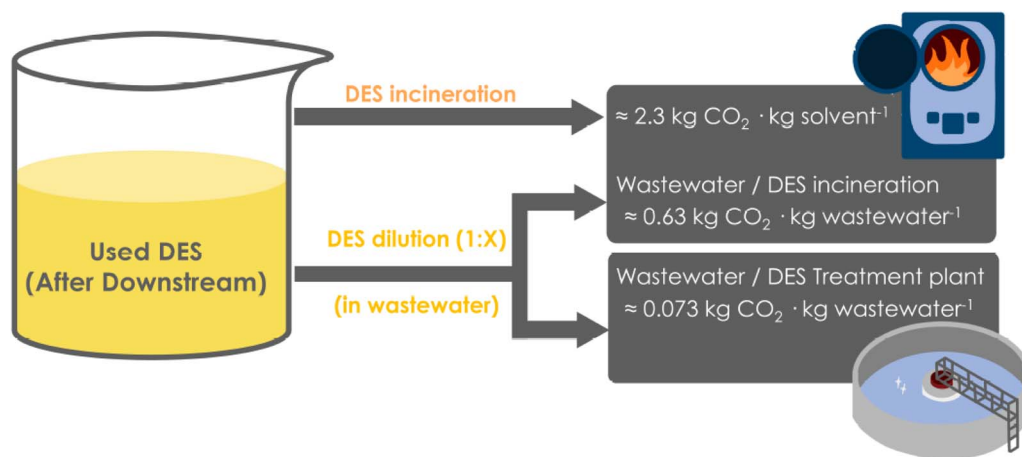 DES incineration
≈ 2.3 kg CO₂ · kg solvent⁻¹
Used DES
(After Downstream)
DES dilution (1:X)
(in wastewater)
Wastewater / DES incineration
≈ 0.63 kg CO₂ · kg wastewater⁻¹
Wastewater / DES Treatment plant
≈ 0.073 kg CO₂ · kg wastewater⁻¹